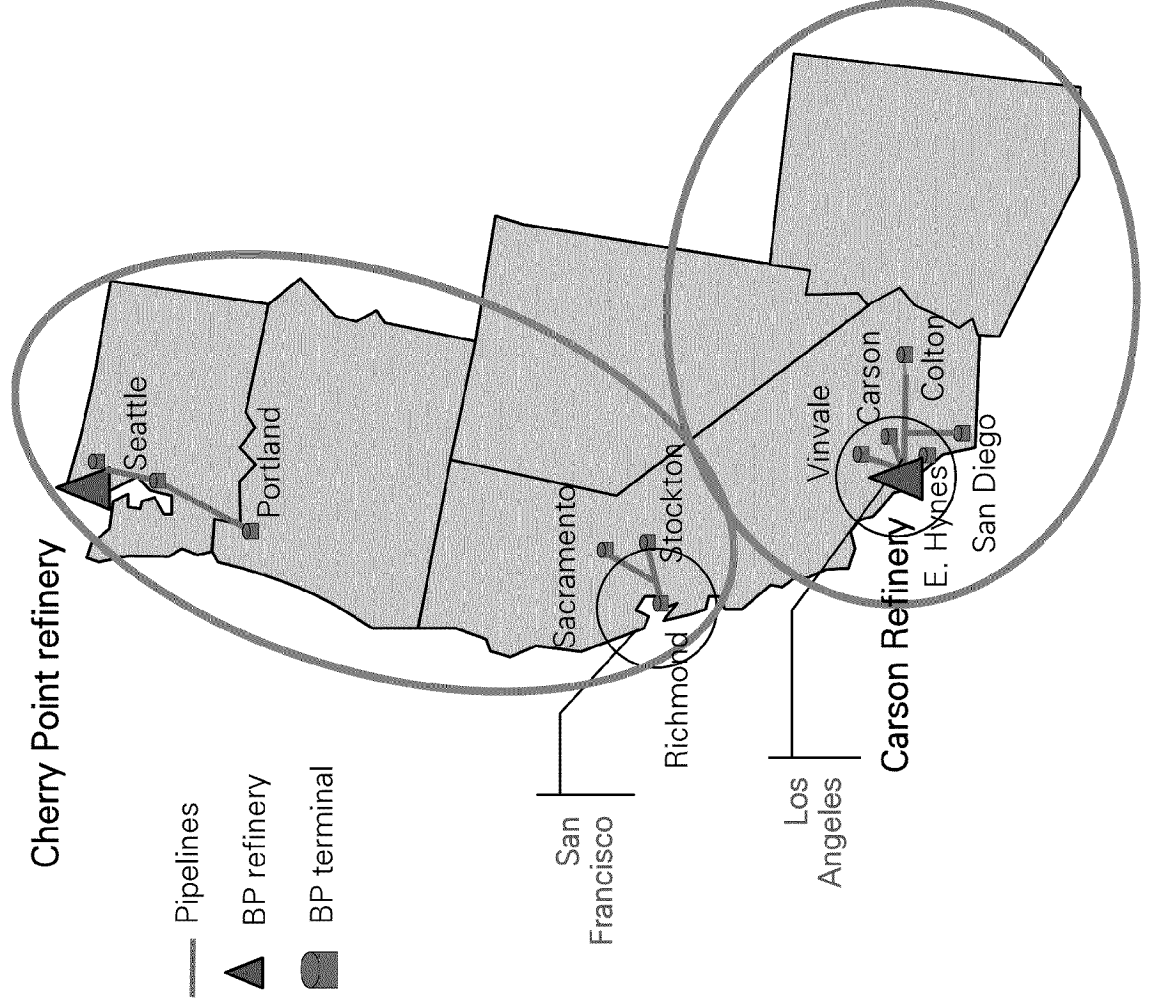 Cherry Point refinery
Pipelines
BP refinery
BP terminal
Seattle
Portland
Sacramento
Stockton
Richmond
San
Francisco
Vinvale
Carson
Colton
E. Hynes
San Diego
Carson Refinery
Los
Angeles